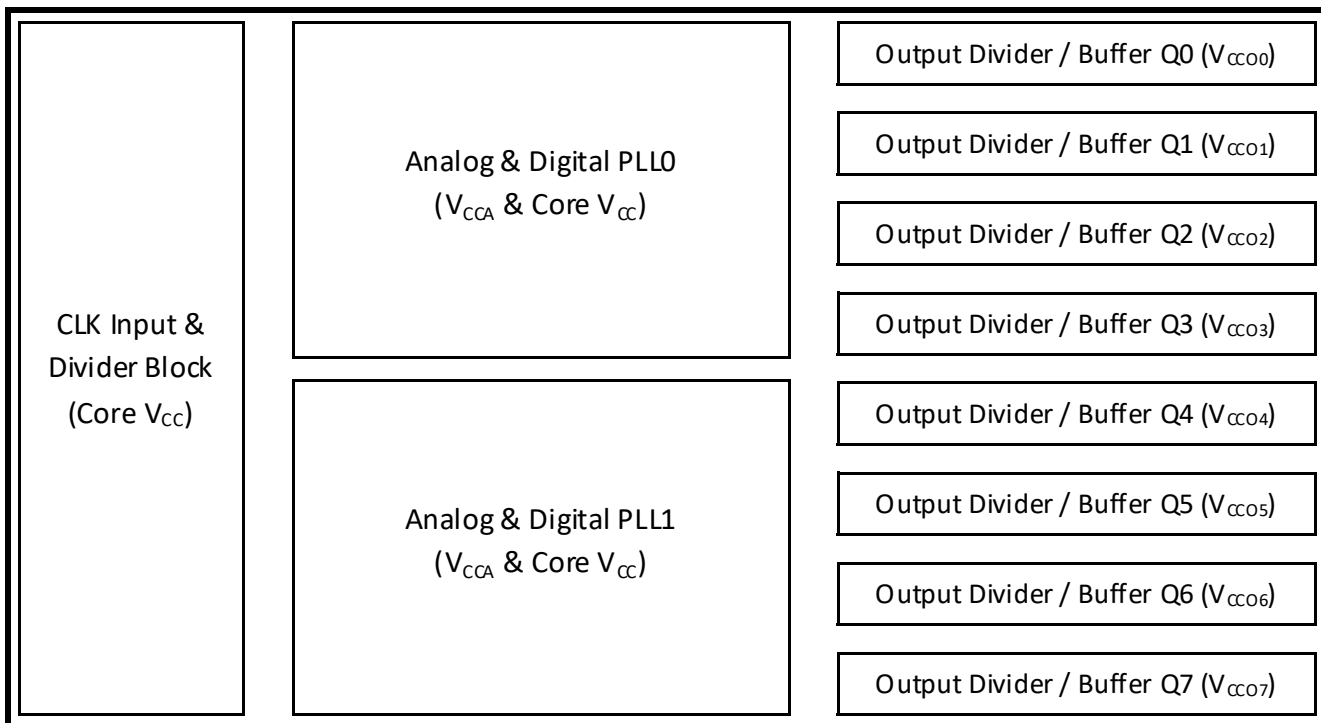 CLK Input &
Divider Block
(Core VCC)
Analog & Digital PLL0
(VCCA & Core VCC)
Analog & Digital PLL1
(VCCA & Core VCC)
Output Divider / Buffer Q0 (VCCO0)
Output Divider / Buffer Q1 (VCCO1)
Output Divider / Buffer Q2 (VCCO2)
Output Divider / Buffer Q3 (VCCO3)
Output Divider / Buffer Q4 (VCCO4)
Output Divider / Buffer Q5 (VCCO5)
Output Divider / Buffer Q6 (VCCO6)
Output Divider / Buffer Q7 (VCCO7)